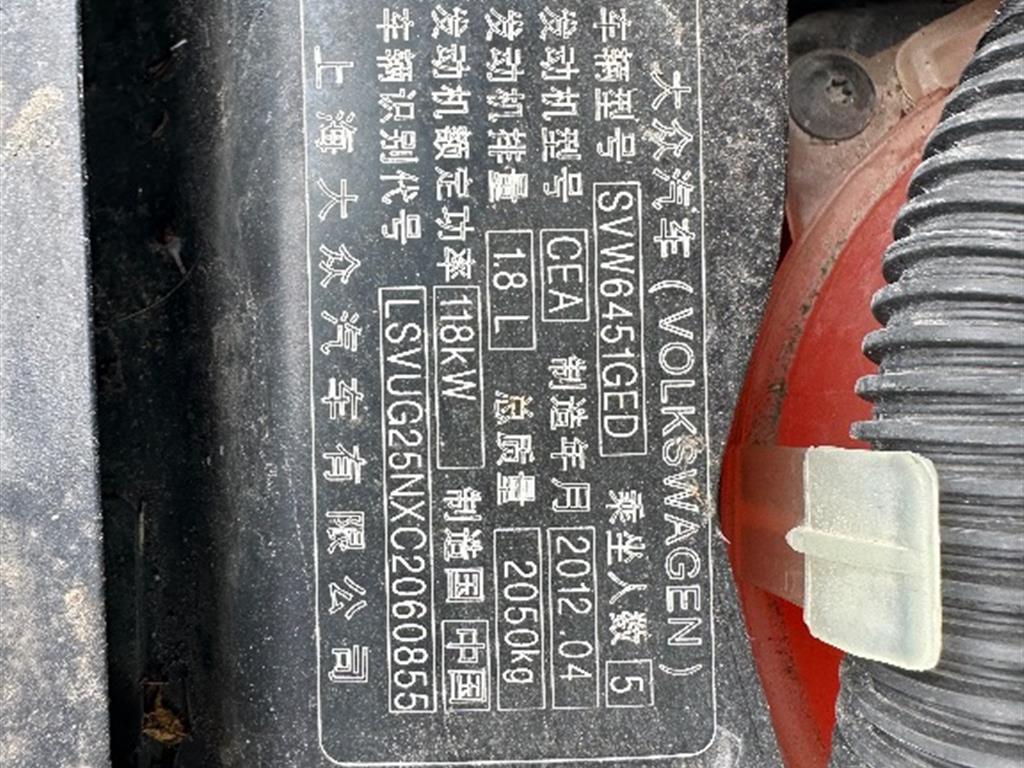 大众汽车(VOLKSWAGEN)
车辆型号 SVW6451GED 乘坐人数 5
发动机型号 CEA 制造年月 2012.04
发动机排量 1.8L 总质量 2050kg
发动机额定功率 118kW 制造国 中国
车辆识别代号 LSVUG25NXC2060855
上海大众汽车有限公司